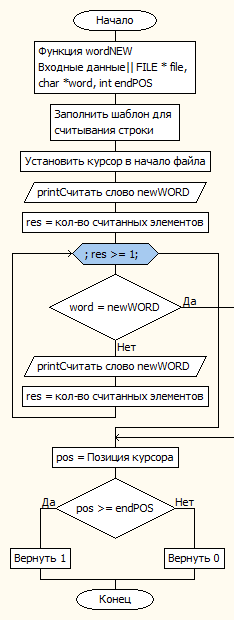 Начало
Функция wordNEW
Входные данные|| FILE * file,
char *word, int endPOS
Заполнить шаблон для
считывания строки
Установить курсор в начало файла
printСчитать слово newWORD
res = кол-во считанных элементов
; res >= 1;
word = newWORD
Да
Нет
printСчитать слово newWORD
res = кол-во считанных элементов
pos = Позиция курсора
Да
pos >= endPOS
Нет
Вернуть 1
Вернуть 0
Конец